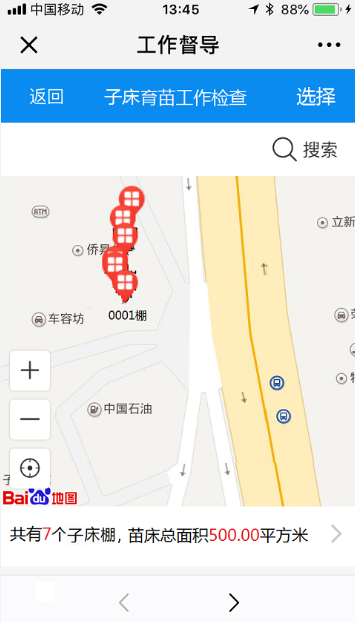 中国移动 13:45 88%
工作督导
返回 子床育苗工作检查 选择
搜索
ATM
立新
侨昇
0001棚
车容坊
中国石油
Bai du 地图
共有7个子床棚，苗床总面积500.00平方米